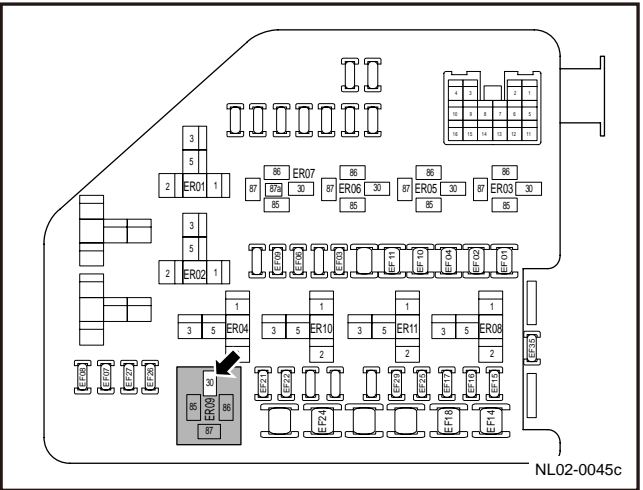 4 3 2 1
10 9 8 7 6 5
16 15 14 13 12 11
3
5
2 ER01 1
86 ER07 86 86 86
87 87a 30 87 ER06 30 87 ER05 30 87 ER03 30
85 85 85 85
3
5
2 ER02 1
EF09 EF06 EF03 EF11 EF10 EF04 EF02 EF01
1 1 1 1
3 5 ER04 3 5 ER10 3 5 ER11 3 5 ER08
2 2 2 2
EF35
EF08 EF07 EF27 EF26
30
85 ER09 86
87
EF21 EF22 EF29 EF25 EF17 EF16 EF15
EF24 EF18 EF14
NL02-0045c